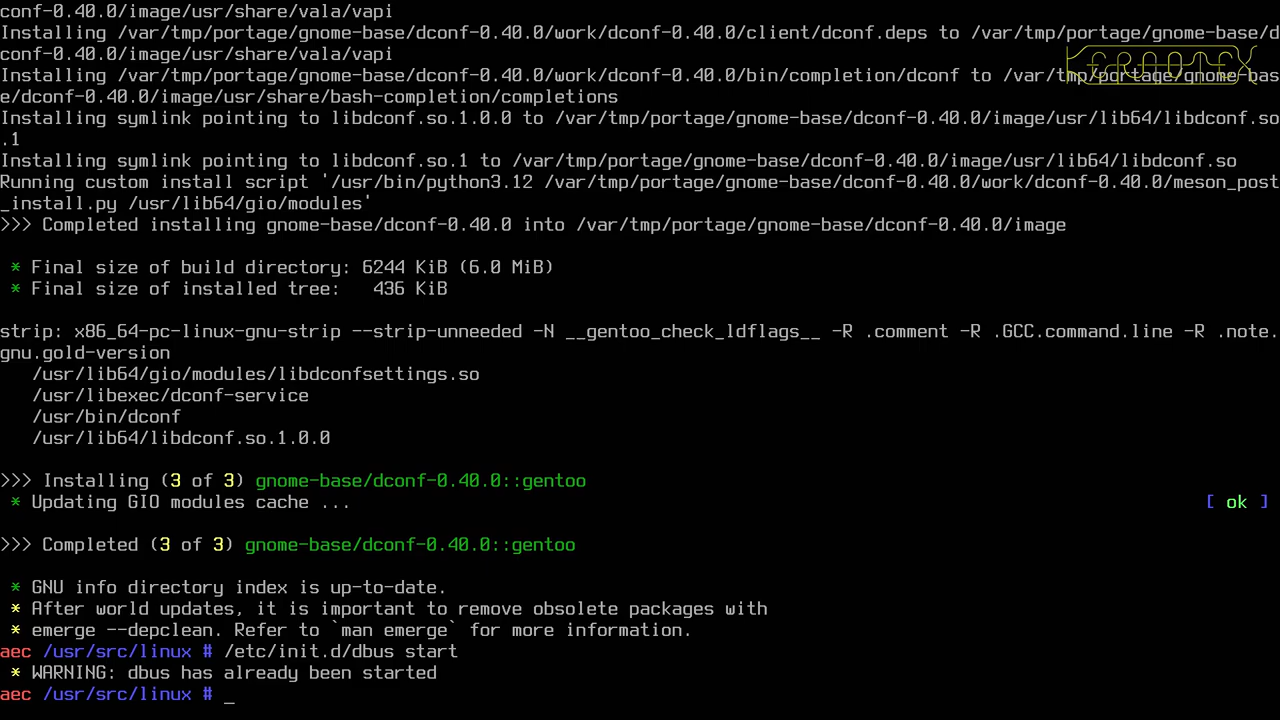 conf-0.40.0/image/usr/share/vala/vapi
Installing /var/tmp/portage/gnome-base/dconf-0.40.0/work/dconf-0.40.0/client/dconf.deps to /var/tmp/portage/gnome-base/d
conf-0.40.0/image/usr/share/vala/vapi
Installing /var/tmp/portage/gnome-base/dconf-0.40.0/work/dconf-0.40.0/bin/completion/dconf to /var/tmp/portage/gnome-bas
e/dconf-0.40.0/image/usr/share/bash-completion/completions
Installing symlink pointing to libdconf.so.1.0.0 to /var/tmp/portage/gnome-base/dconf-0.40.0/image/usr/lib64/libdconf.so
.1
Installing symlink pointing to libdconf.so.1 to /var/tmp/portage/gnome-base/dconf-0.40.0/image/usr/lib64/libdconf.so
Running custom install script '/usr/bin/python3.12 /var/tmp/portage/gnome-base/dconf-0.40.0/work/dconf-0.40.0/meson_post
_install.py /usr/lib64/gio/modules'
>>> Completed installing gnome-base/dconf-0.40.0 into /var/tmp/portage/gnome-base/dconf-0.40.0/image
* Final size of build directory: 6244 KiB (6.0 MiB)
* Final size of installed tree: 436 KiB
strip: x86_64-pc-linux-gnu-strip --strip-unneeded -N __gentoo_check_ldflags__ -R .comment -R .GCC.command.line -R .note.
gnu.gold-version
/usr/lib64/gio/modules/libdconfsettings.so
/usr/libexec/dconf-service
/usr/bin/dconf
/usr/lib64/libdconf.so.1.0.0
>>> Installing (3 of 3) gnome-base/dconf-0.40.0::gentoo
* Updating GIO modules cache ... [ ok ]
>>> Completed (3 of 3) gnome-base/dconf-0.40.0::gentoo
* GNU info directory index is up-to-date.
* After world updates, it is important to remove obsolete packages with
* emerge --depclean. Refer to `man emerge` for more information.
aec /usr/src/linux # /etc/init.d/dbus start
* WARNING: dbus has already been started
aec /usr/src/linux # _